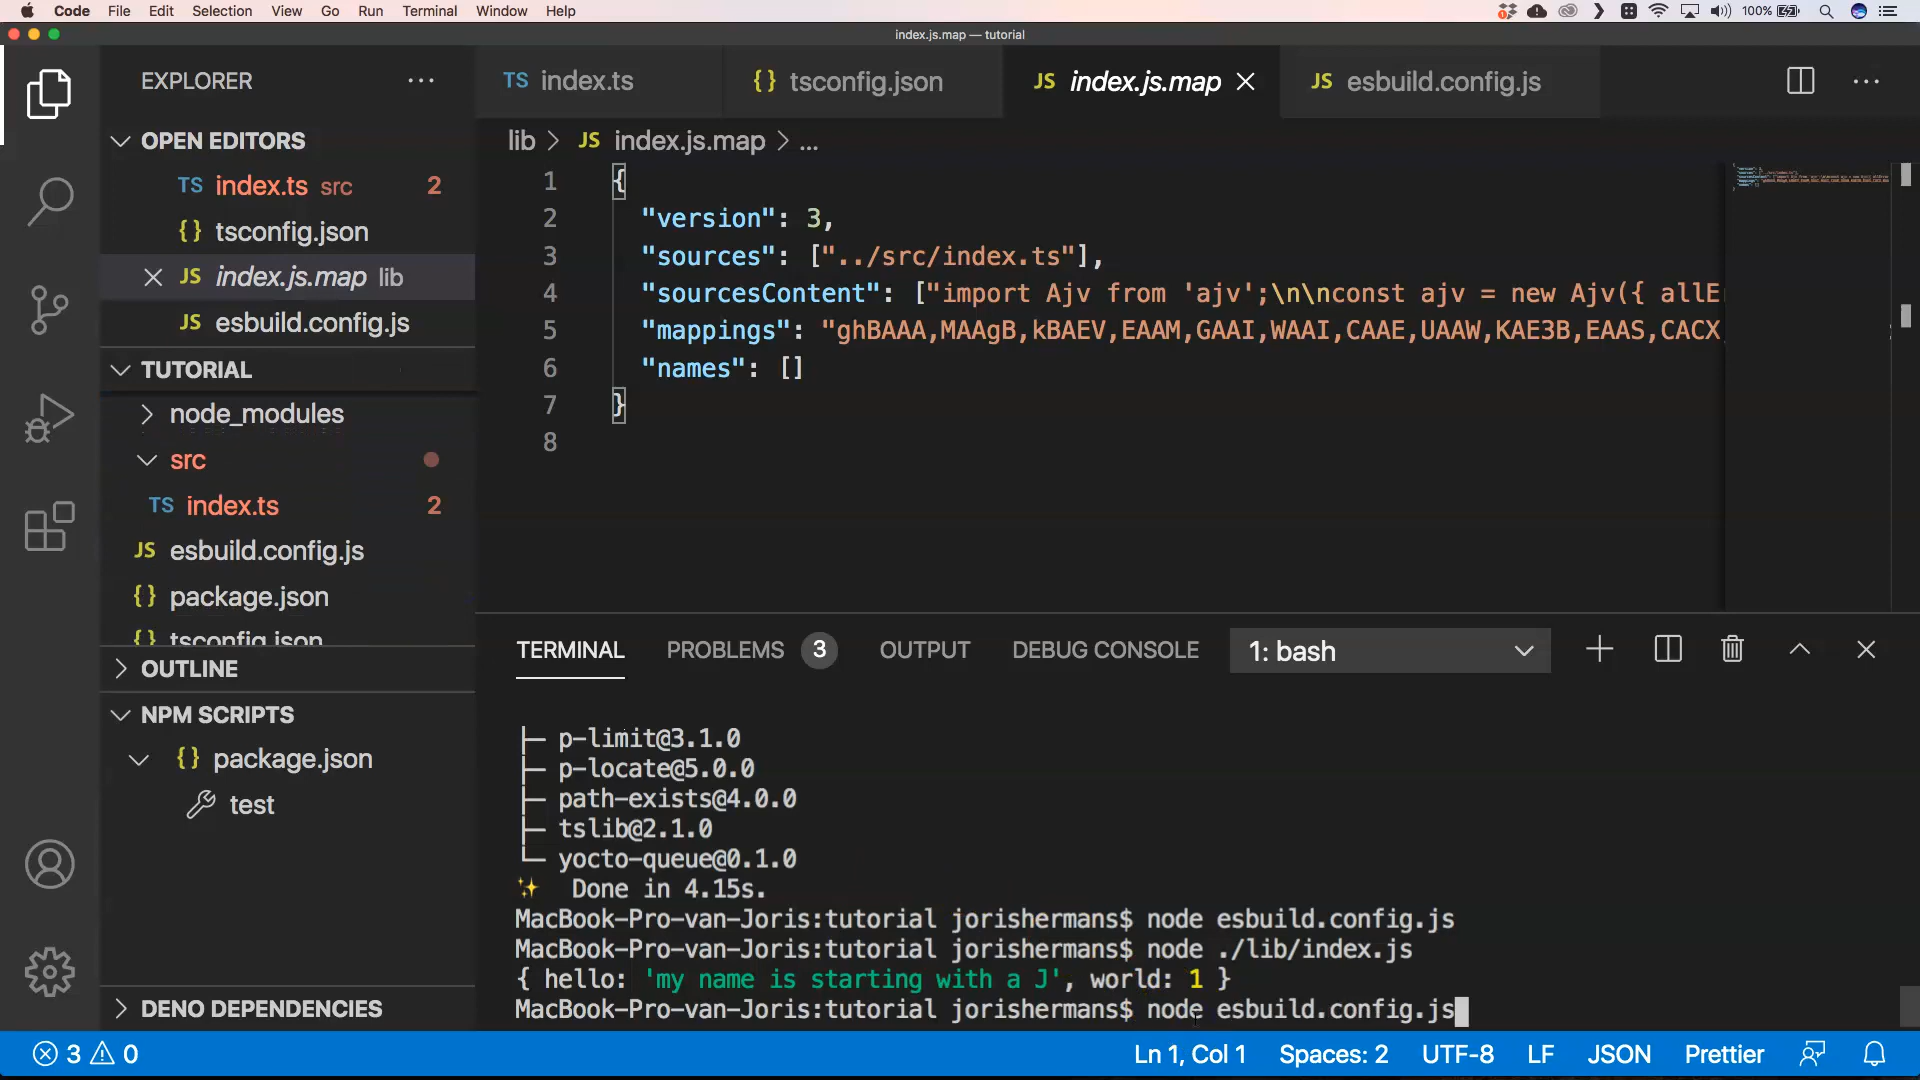 Code File Edit Selection View Go Run Terminal Window Help 100%
index.js.map — tutorial
EXPLORER
OPEN EDITORS
TS index.ts src 2
{} tsconfig.json
JS index.js.map lib
JS esbuild.config.js
TUTORIAL
node_modules
src
TS index.ts 2
JS esbuild.config.js
{} package.json
{} tsconfig.json
OUTLINE
NPM SCRIPTS
{} package.json
test
DENO DEPENDENCIES
TS index.ts {} tsconfig.json JS index.js.map JS esbuild.config.js
lib > JS index.js.map > ...
1 {
2 "version": 3,
3 "sources": ["../src/index.ts"],
4 "sourcesContent": ["import Ajv from 'ajv';\n\nconst ajv = new Ajv({ allE
5 "mappings": "ghBAAA,MAAgB,kBAEV,EAAM,GAAI,WAAI,CAAE,UAAW,KAE3B,EAAS,CACX,
6 "names": []
7 }
8
TERMINAL PROBLEMS 3 OUTPUT DEBUG CONSOLE 1: bash
├─ p-limit@3.1.0
├─ p-locate@5.0.0
├─ path-exists@4.0.0
├─ tslib@2.1.0
└─ yocto-queue@0.1.0
✨ Done in 4.15s.
MacBook-Pro-van-Joris:tutorial jorishermans$ node esbuild.config.js
MacBook-Pro-van-Joris:tutorial jorishermans$ node ./lib/index.js
{ hello: 'my name is starting with a J', world: 1 }
MacBook-Pro-van-Joris:tutorial jorishermans$ node esbuild.config.js
3 0 Ln 1, Col 1 Spaces: 2 UTF-8 LF JSON Prettier